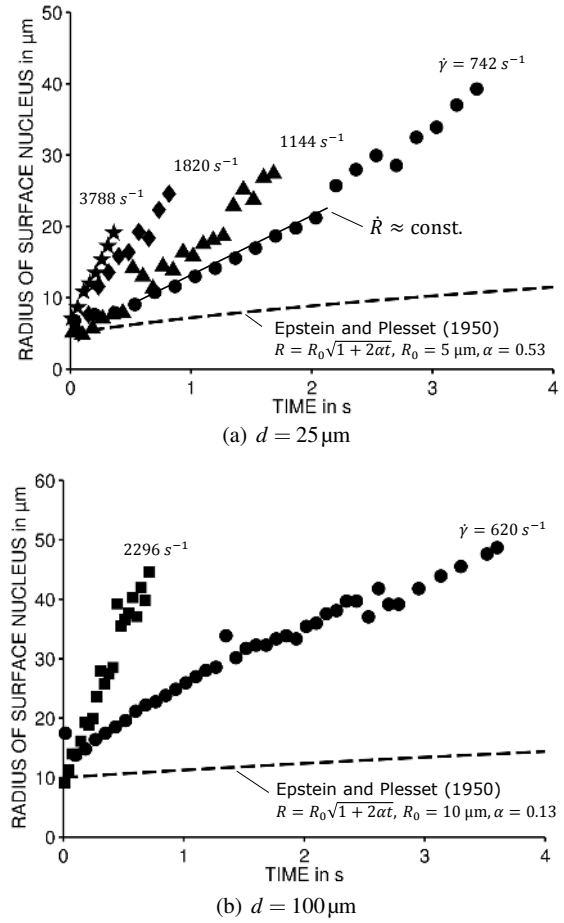 RADIUS OF SURFACE NUCLEUS in μm
50
40
30
20
10
0
0
1
2
3
4
TIME in s
γ̇ = 742 s⁻¹
1144 s⁻¹
1820 s⁻¹
3788 s⁻¹
Ṙ ≈ const.
Epstein and Plesset (1950)
R = R₀√(1 + 2αt), R₀ = 5 μm, α = 0.53
(a) d = 25μm
RADIUS OF SURFACE NUCLEUS in μm
60
50
40
30
20
10
0
0
1
2
3
4
TIME in s
2296 s⁻¹
γ̇ = 620 s⁻¹
Epstein and Plesset (1950)
R = R₀√(1 + 2αt), R₀ = 10 μm, α = 0.13
(b) d = 100μm